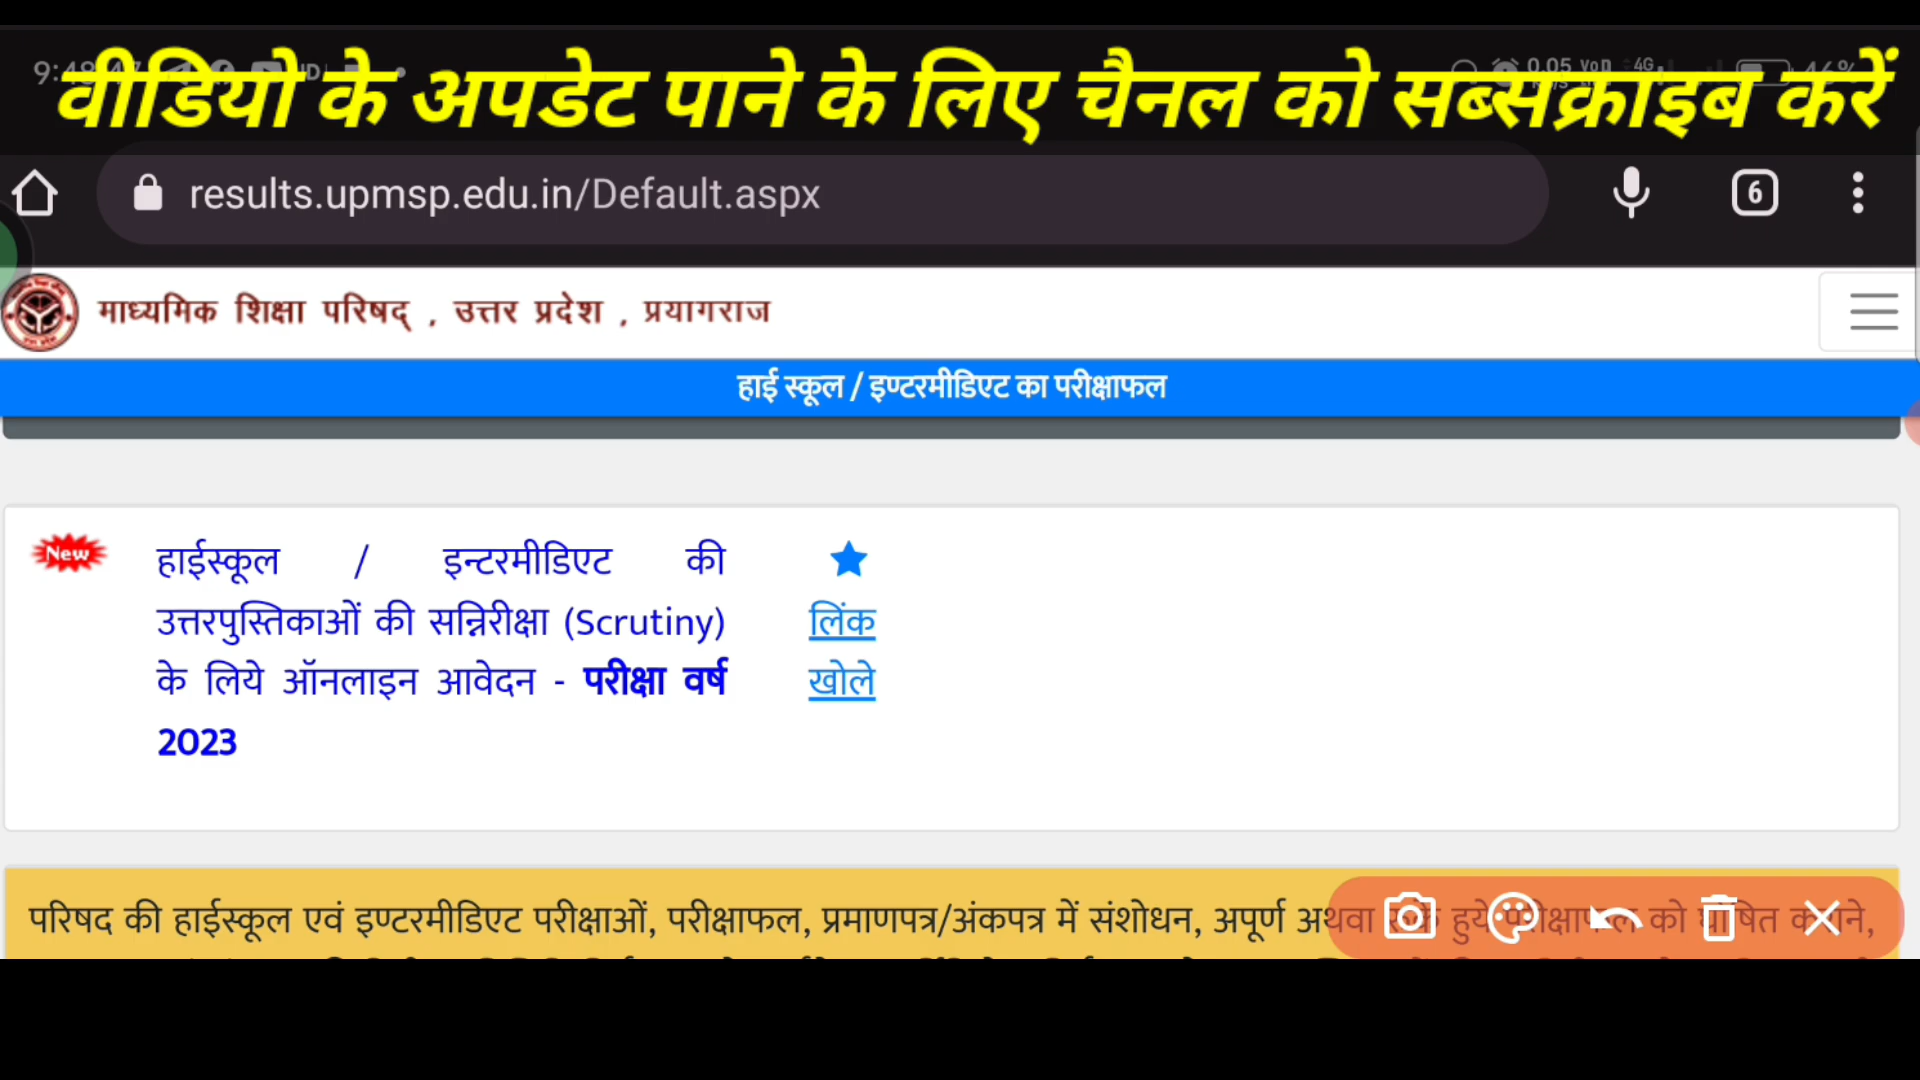 वीडियो के अपडेट पाने के लिए चैनल को सब्सक्राइब करें
results.upmsp.edu.in/Default.aspx
6
माध्यमिक शिक्षा परिषद् , उत्तर प्रदेश , प्रयागराज
हाई स्कूल / इण्टरमीडिएट का परीक्षाफल
New
हाईस्कूल / इन्टरमीडिएट की
उत्तरपुस्तिकाओं की सन्निरीक्षा (Scrutiny)
के लिये ऑनलाइन आवेदन - परीक्षा वर्ष
2023
लिंक
खोले
परिषद की हाईस्कूल एवं इण्टरमीडिएट परीक्षाओं, परीक्षाफल, प्रमाणपत्र/अंकपत्र में संशोधन, अपूर्ण अथवा हुये को